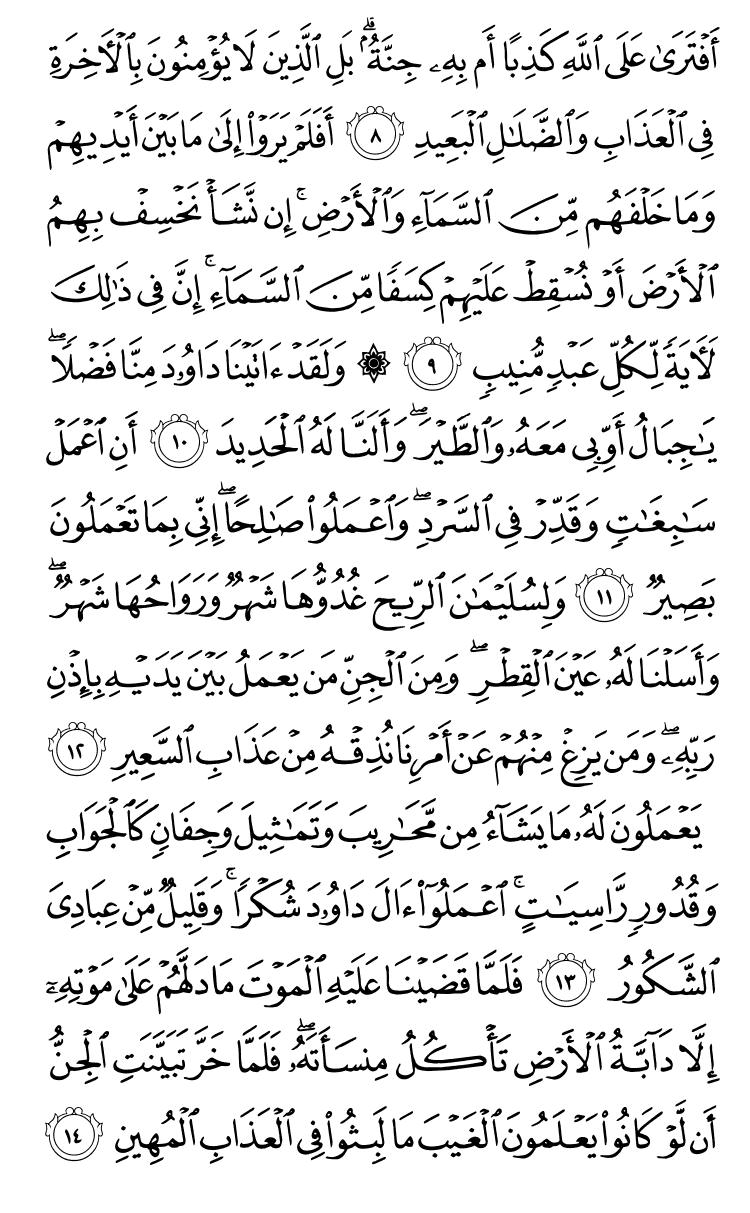 أَفْتَرَىٰ عَلَى ٱللَّهِ كَذِبًا أَم بِهِۦ جِنَّةُۢ ۗ بَلِ ٱلَّذِينَ لَا يُؤْمِنُونَ بِٱلْـَٔاخِرَةِ
فِى ٱلْعَذَابِ وَٱلضَّلَـٰلِ ٱلْبَعِيدِ ٨ أَفَلَمْ يَرَوْا۟ إِلَىٰ مَا بَيْنَ أَيْدِيهِمْ
وَمَا خَلْفَهُم مِّنَ ٱلسَّمَآءِ وَٱلْأَرْضِ ۚ إِن نَّشَأْ نَخْسِفْ بِهِمُ
ٱلْأَرْضَ أَوْ نُسْقِطْ عَلَيْهِمْ كِسَفًا مِّنَ ٱلسَّمَآءِ ۚ إِنَّ فِى ذَٰلِكَ
لَـَٔايَةً لِّكُلِّ عَبْدٍ مُّنِيبٍ ٩ ۞ وَلَقَدْ ءَاتَيْنَا دَاوُۥدَ مِنَّا فَضْلًا ۖ
يَـٰجِبَالُ أَوِّبِى مَعَهُۥ وَٱلطَّيْرَ ۖ وَأَلَنَّا لَهُ ٱلْحَدِيدَ ١٠ أَنِ ٱعْمَلْ
سَـٰبِغَـٰتٍ وَقَدِّرْ فِى ٱلسَّرْدِ ۖ وَٱعْمَلُوا۟ صَـٰلِحًا ۖ إِنِّى بِمَا تَعْمَلُونَ
بَصِيرٌ ١١ وَلِسُلَيْمَـٰنَ ٱلرِّيحَ غُدُوُّهَا شَهْرٌ وَرَوَاحُهَا شَهْرٌ ۖ
وَأَسَلْنَا لَهُۥ عَيْنَ ٱلْقِطْرِ ۖ وَمِنَ ٱلْجِنِّ مَن يَعْمَلُ بَيْنَ يَدَيْهِ بِإِذْنِ
رَبِّهِۦ ۖ وَمَن يَزِغْ مِنْهُمْ عَنْ أَمْرِنَا نُذِقْهُ مِنْ عَذَابِ ٱلسَّعِيرِ ١٢
يَعْمَلُونَ لَهُۥ مَا يَشَآءُ مِن مَّحَـٰرِيبَ وَتَمَـٰثِيلَ وَجِفَانٍ كَٱلْجَوَابِ
وَقُدُورٍ رَّاسِيَـٰتٍ ۚ ٱعْمَلُوٓا۟ ءَالَ دَاوُۥدَ شُكْرًا ۚ وَقَلِيلٌ مِّنْ عِبَادِىَ
ٱلشَّكُورُ ١٣ فَلَمَّا قَضَيْنَا عَلَيْهِ ٱلْمَوْتَ مَا دَلَّهُمْ عَلَىٰ مَوْتِهِۦٓ
إِلَّا دَآبَّةُ ٱلْأَرْضِ تَأْكُلُ مِنسَأَتَهُۥ ۖ فَلَمَّا خَرَّ تَبَيَّنَتِ ٱلْجِنُّ
أَن لَّوْ كَانُوا۟ يَعْلَمُونَ ٱلْغَيْبَ مَا لَبِثُوا۟ فِى ٱلْعَذَابِ ٱلْمُهِينِ ١٤